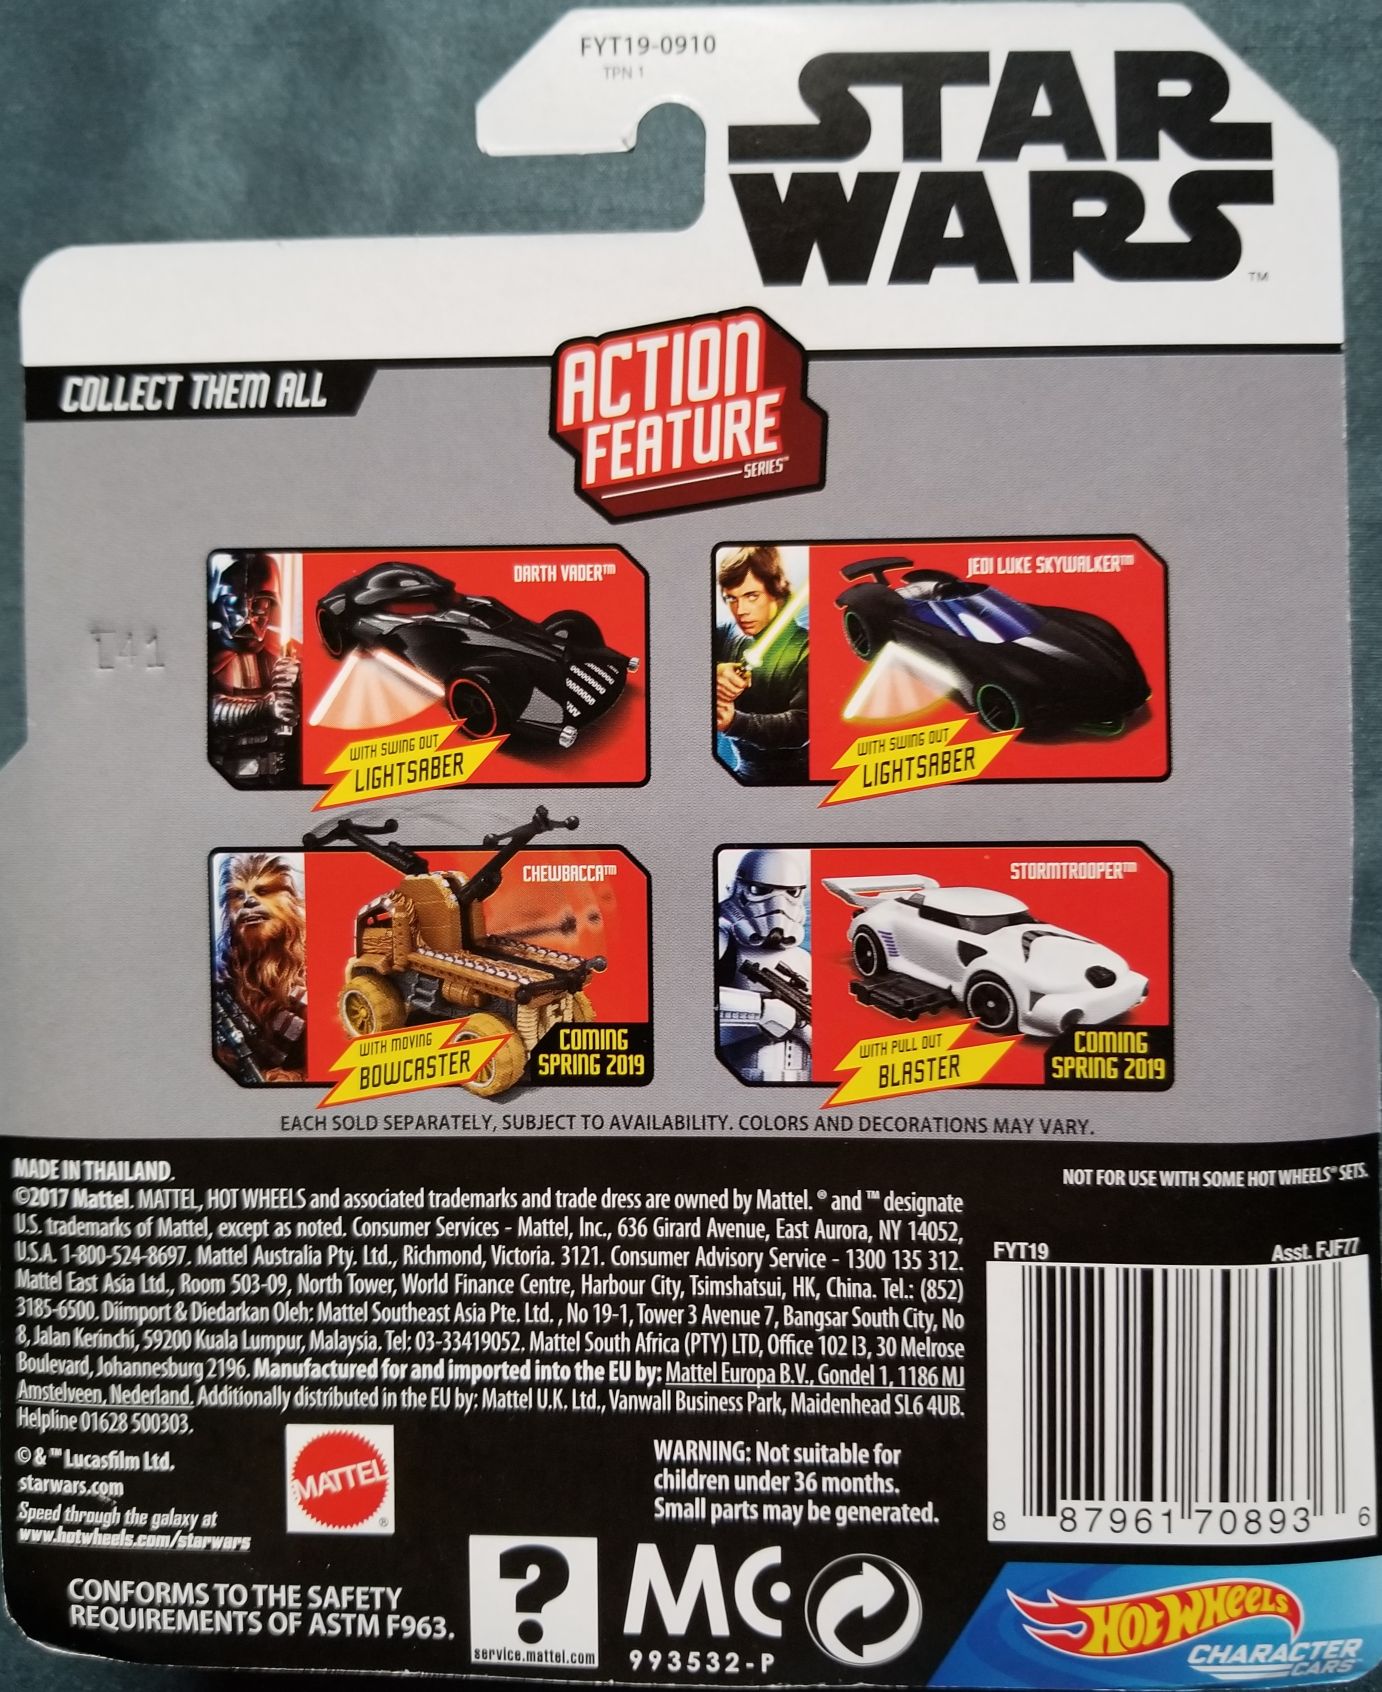 FYT19-0910
TPN 1
STAR
WARS
™
COLLECT THEM ALL
ACTION
FEATURE
SERIES™
141
DARTH VADER™
WITH SWING OUT
LIGHTSABER
JEDI LUKE SKYWALKER™
WITH SWING OUT
LIGHTSABER
CHEWBACCA™
WITH MOVING
BOWCASTER
COMING
SPRING 2019
STORMTROOPER™
WITH PULL OUT
BLASTER
COMING
SPRING 2019
EACH SOLD SEPARATELY, SUBJECT TO AVAILABILITY. COLORS AND DECORATIONS MAY VARY.
MADE IN THAILAND.
©2017 Mattel. MATTEL, HOT WHEELS and associated trademarks and trade dress are owned by Mattel. ® and ™ designate
U.S. trademarks of Mattel, except as noted. Consumer Services - Mattel, Inc., 636 Girard Avenue, East Aurora, NY 14052,
U.S.A. 1-800-524-8697. Mattel Australia Pty. Ltd., Richmond, Victoria. 3121. Consumer Advisory Service - 1300 135 312.
Mattel East Asia Ltd., Room 503-09, North Tower, World Finance Centre, Harbour City, Tsimshatsui, HK, China. Tel.: (852)
3185-6500. Diimport & Diedarkan Oleh: Mattel Southeast Asia Pte. Ltd. , No 19-1, Tower 3 Avenue 7, Bangsar South City, No
8, Jalan Kerinchi, 59200 Kuala Lumpur, Malaysia. Tel: 03-33419052. Mattel South Africa (PTY) LTD, Office 102 I3, 30 Melrose
Boulevard, Johannesburg 2196. Manufactured for and imported into the EU by: Mattel Europa B.V., Gondel 1, 1186 MJ
Amstelveen, Nederland. Additionally distributed in the EU by: Mattel U.K. Ltd., Vanwall Business Park, Maidenhead SL6 4UB.
Helpline 01628 500303.
© & ™ Lucasfilm Ltd.
starwars.com
Speed through the galaxy at
www.hotwheels.com/starwars
MATTEL
®
WARNING: Not suitable for
children under 36 months.
Small parts may be generated.
CONFORMS TO THE SAFETY
REQUIREMENTS OF ASTM F963.
?
service.mattel.com
MC
993532-P
NOT FOR USE WITH SOME HOT WHEELS® SETS.
FYT19
Asst. FJF77
8 87961 70893 6
HOT WHEELS
CHARACTER
CARS™